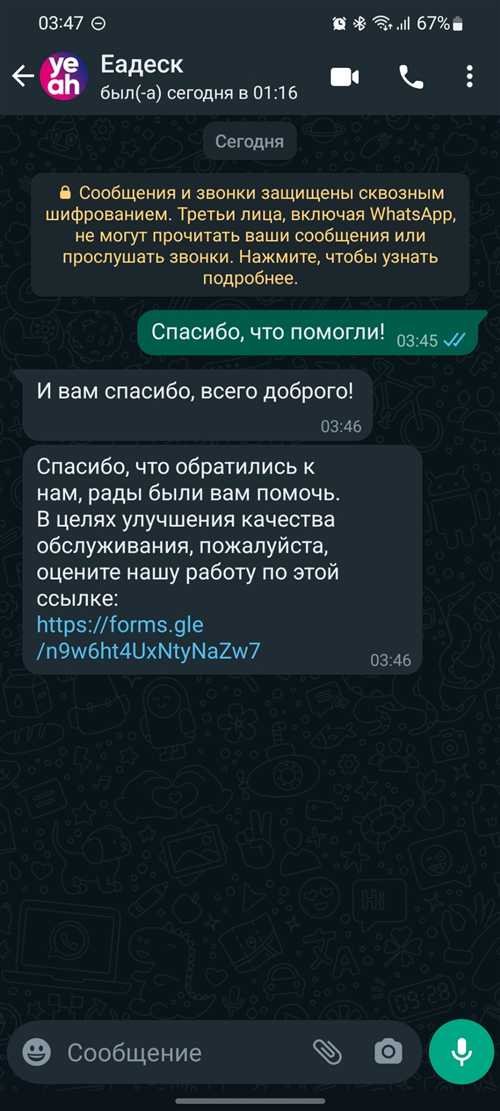 03:47
67%
ye
ah
Еадеск
был(-а) сегодня в 01:16
Сегодня
Сообщения и звонки защищены сквозным
шифрованием. Третьи лица, включая WhatsApp,
не могут прочитать ваши сообщения или
прослушать звонки. Нажмите, чтобы узнать
подробнее.
Спасибо, что помогли!
03:45
И вам спасибо, всего доброго!
03:46
Спасибо, что обратились к
нам, рады были вам помочь.
В целях улучшения качества
обслуживания, пожалуйста,
оцените нашу работу по этой
ссылке:
https://forms.gle
/n9w6ht4UxNtyNaZw7
03:46
Сообщение